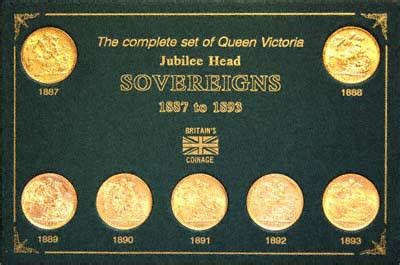 The complete set of Queen Victoria
Jubilee Head
SOVEREIGNS
1887 to 1893
1887
1888
BRITAIN'S
COINAGE
1889
1890
1891
1892
1893